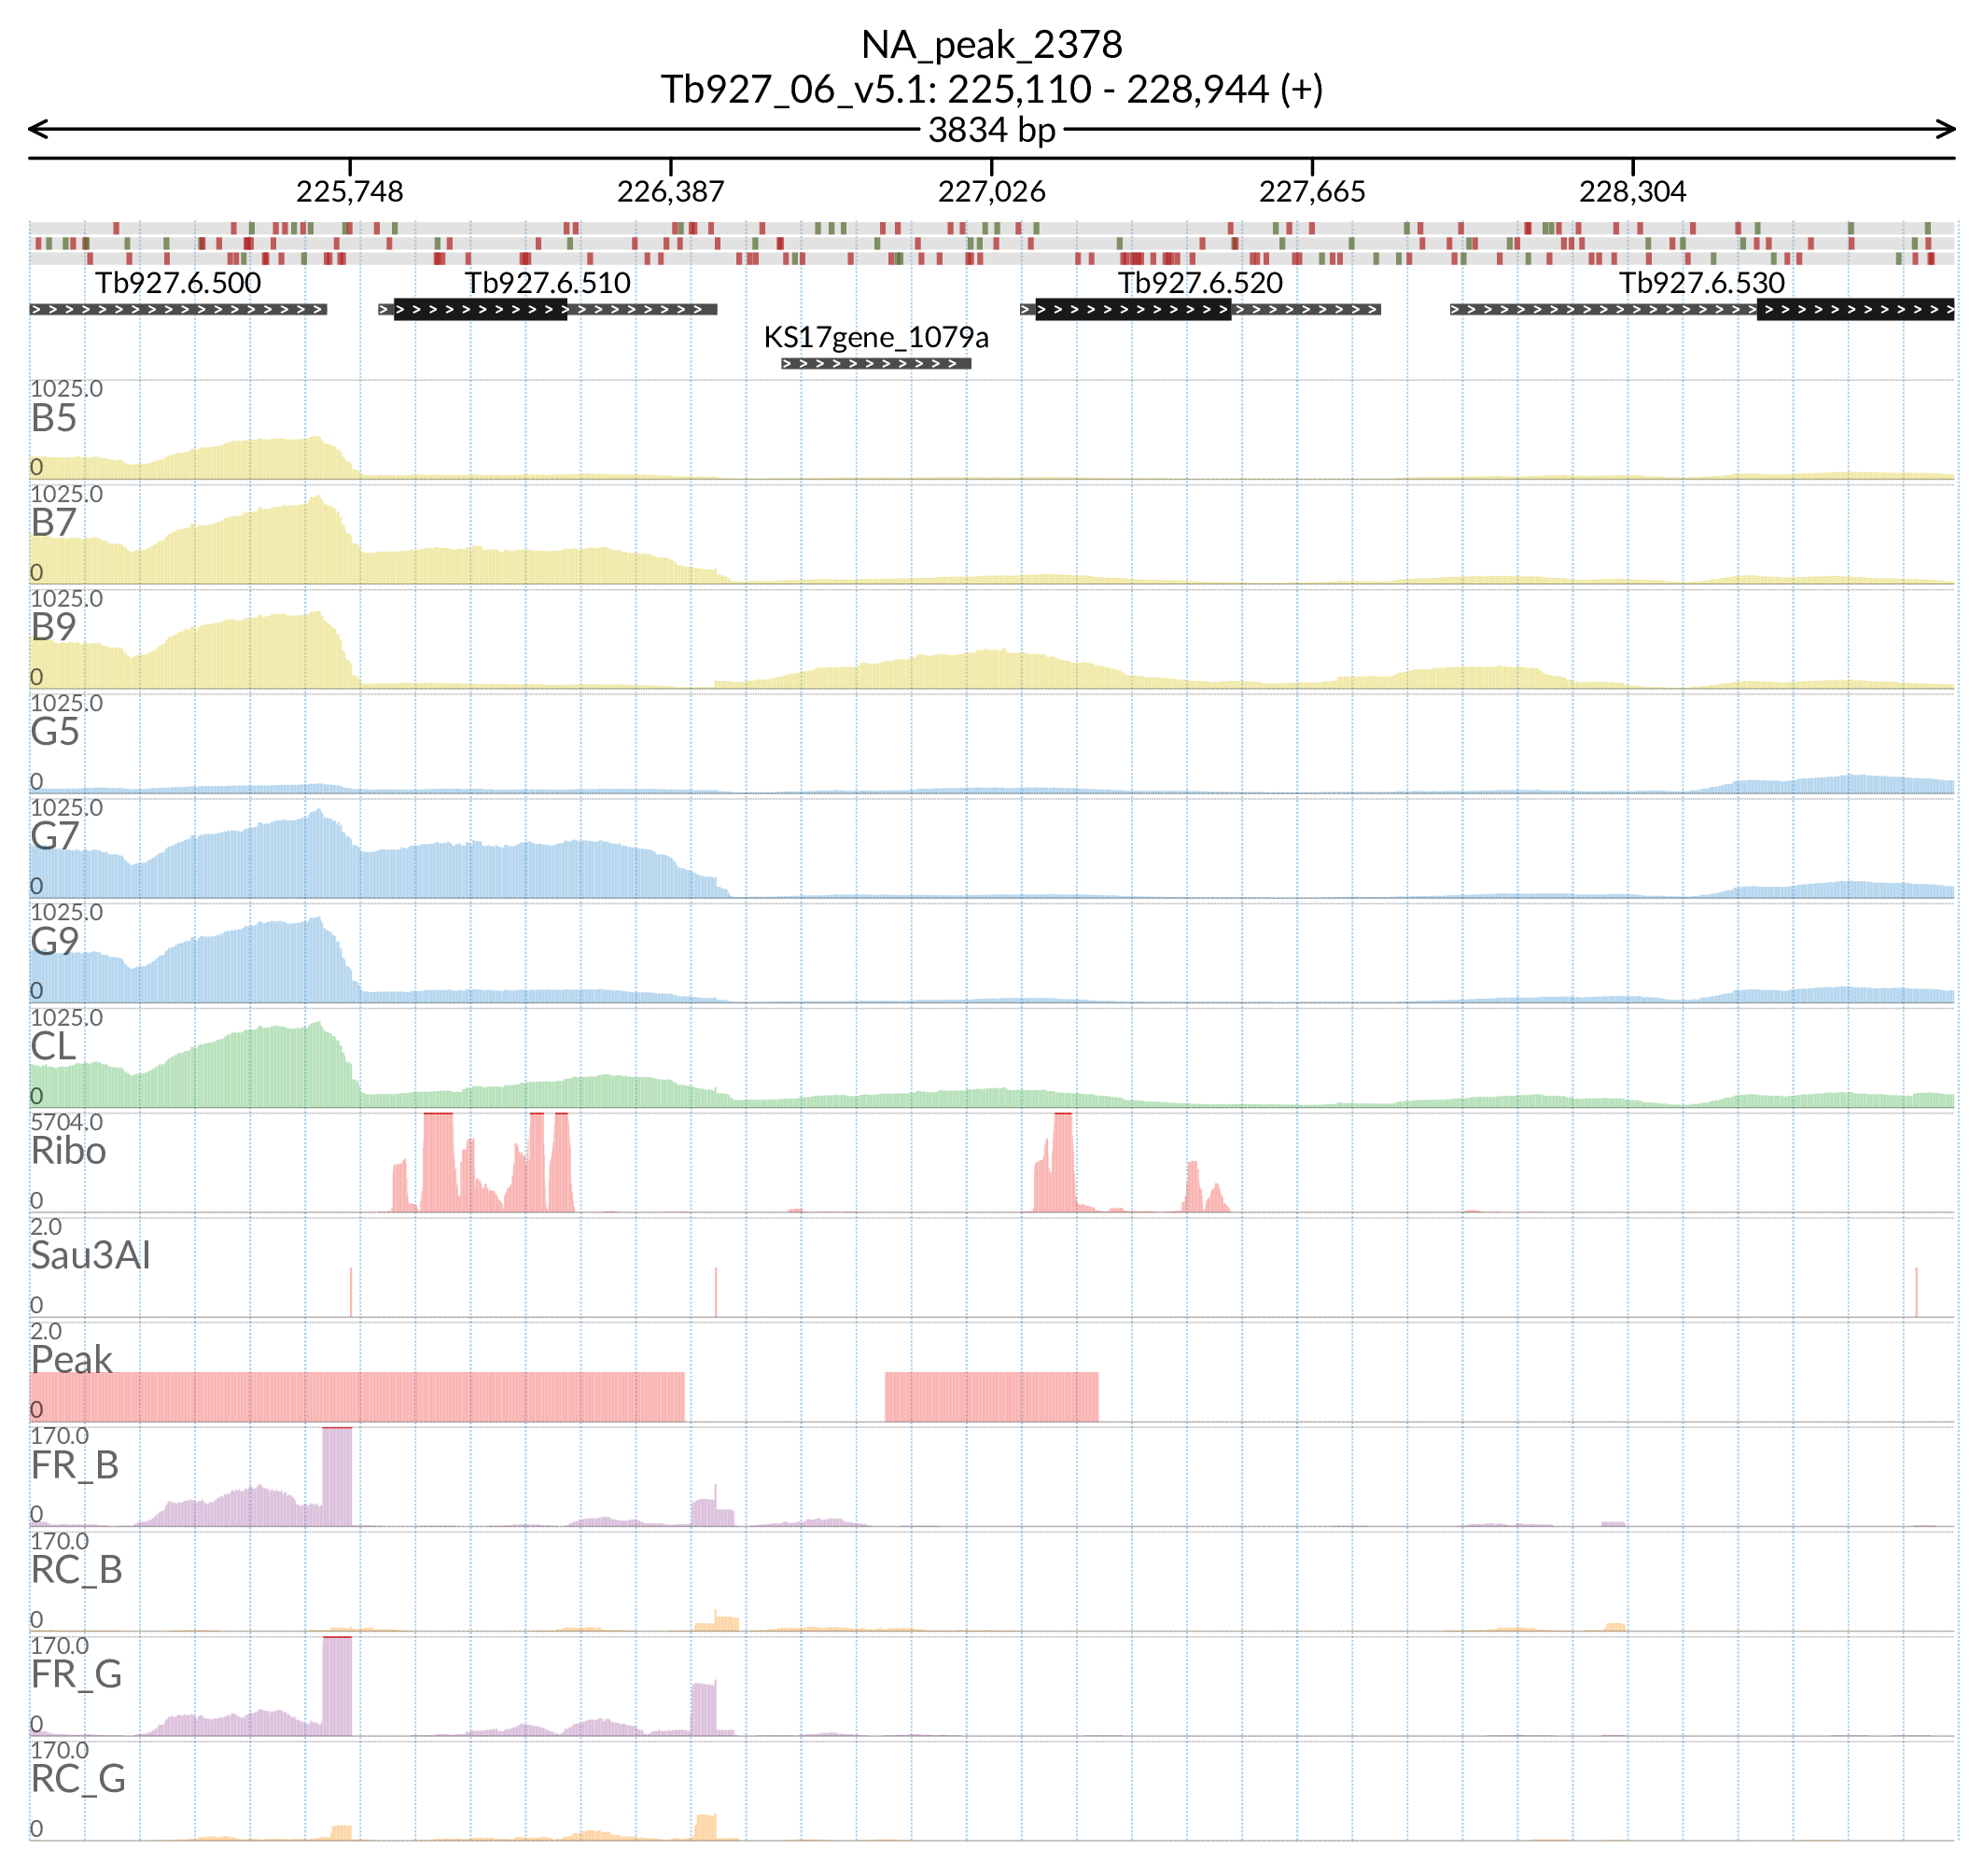 NA_peak_2378
Tb927_06_v5.1: 225,110 - 228,944 (+)
3834 bp
225,748 226,387 227,026 227,665 228,304
Tb927.6.500 Tb927.6.510 Tb927.6.520 Tb927.6.530
KS17gene_1079a
1025.0
B5
0
1025.0
B7
0
1025.0
B9
0
1025.0
G5
0
1025.0
G7
0
1025.0
G9
0
1025.0
CL
0
5704.0
Ribo
0
2.0
Sau3AI
0
2.0
Peak
0
170.0
FR_B
0
170.0
RC_B
0
170.0
FR_G
0
170.0
RC_G
0